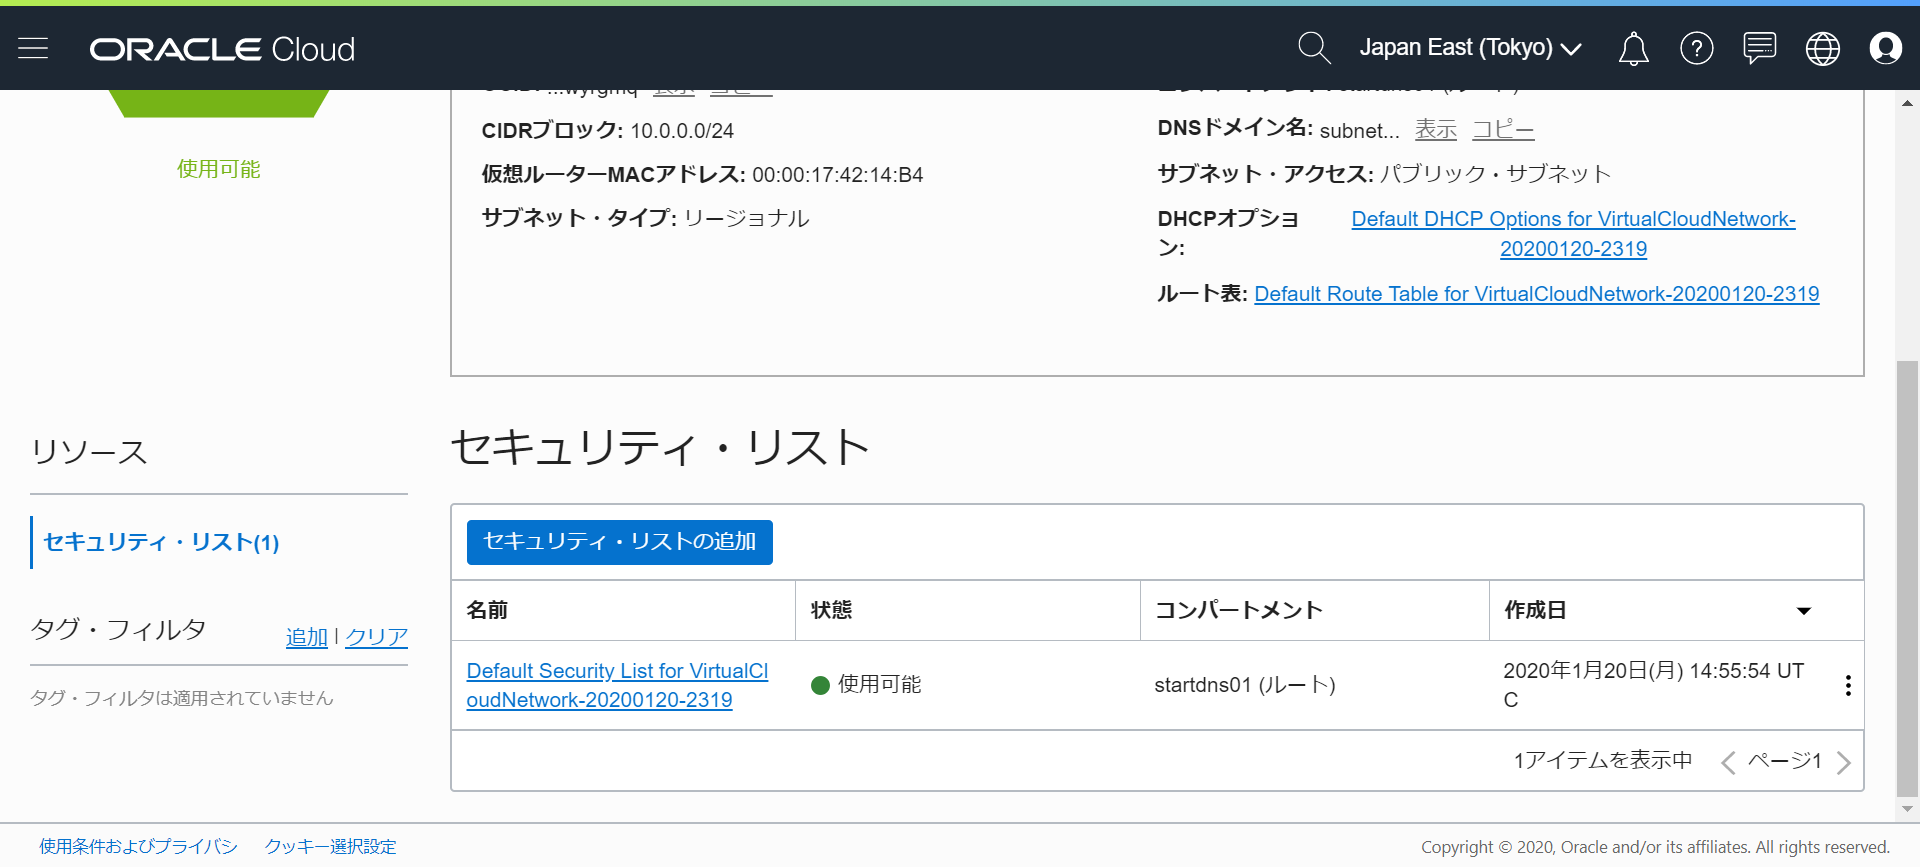 ORACLE Cloud
Japan East (Tokyo)
使用可能
CIDRブロック: 10.0.0.0/24
仮想ルーターMACアドレス: 00:00:17:42:14:B4
サブネット・タイプ: リージョナル
DNSドメイン名: subnet... 表示 コピー
サブネット・アクセス: パブリック・サブネット
DHCPオプショ
ン:
Default DHCP Options for VirtualCloudNetwork-
20200120-2319
ルート表: Default Route Table for VirtualCloudNetwork-20200120-2319
リソース
セキュリティ・リスト(1)
タグ・フィルタ
追加 | クリア
タグ・フィルタは適用されていません
セキュリティ・リスト
セキュリティ・リストの追加
名前 状態 コンパートメント 作成日
Default Security List for VirtualCl
oudNetwork-20200120-2319
使用可能
startdns01 (ルート)
2020年1月20日(月) 14:55:54 UT
C
1アイテムを表示中 ページ1
使用条件およびプライバシ クッキー選択設定
Copyright © 2020, Oracle and/or its affiliates. All rights reserved.